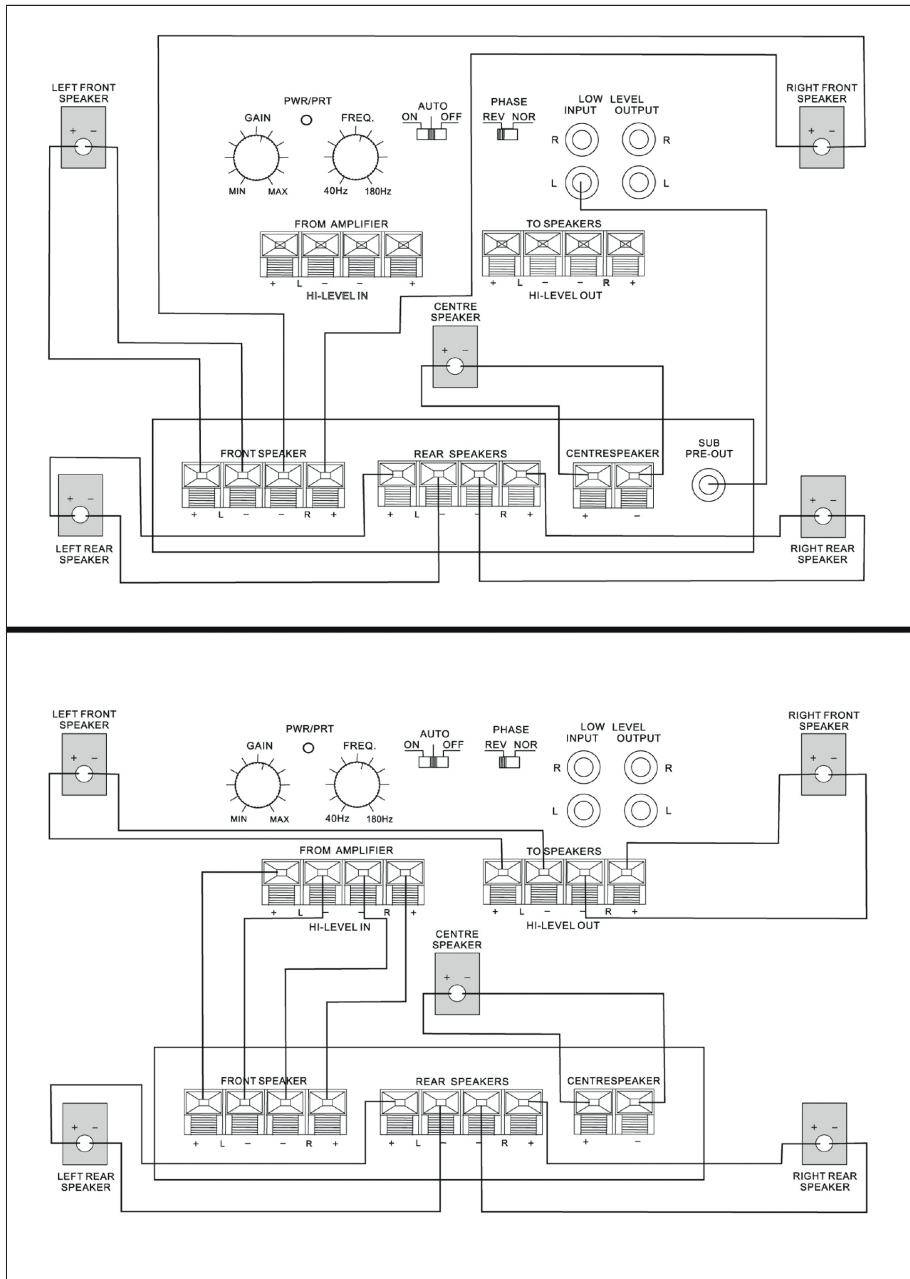 LEFT FRONT
SPEAKER
+ −
PWR/PRT
GAIN
MIN MAX
FREQ.
40Hz 180Hz
AUTO
ON OFF
PHASE
REV NOR
LOW LEVEL
INPUT OUTPUT
R R
L L
RIGHT FRONT
SPEAKER
+ −
FROM AMPLIFIER
+ L − − +
HI-LEVEL IN
TO SPEAKERS
+ L − − R +
HI-LEVEL OUT
CENTRE
SPEAKER
+ −
FRONT SPEAKER
+ L − − R +
REAR SPEAKERS
+ L − − R +
CENTRESPEAKER
+ −
SUB
PRE-OUT
+ −
LEFT REAR
SPEAKER
+ −
RIGHT REAR
SPEAKER
LEFT FRONT
SPEAKER
+ −
PWR/PRT
GAIN
MIN MAX
FREQ.
40Hz 180Hz
AUTO
ON OFF
PHASE
REV NOR
LOW LEVEL
INPUT OUTPUT
R R
L L
RIGHT FRONT
SPEAKER
+ −
FROM AMPLIFIER
+ L − − R +
HI-LEVEL IN
TO SPEAKERS
+ L − − R +
HI-LEVEL OUT
CENTRE
SPEAKER
+ −
FRONT SPEAKER
+ L − − R +
REAR SPEAKERS
+ L − − R +
CENTRESPEAKER
+ −
+ −
LEFT REAR
SPEAKER
+ −
RIGHT REAR
SPEAKER